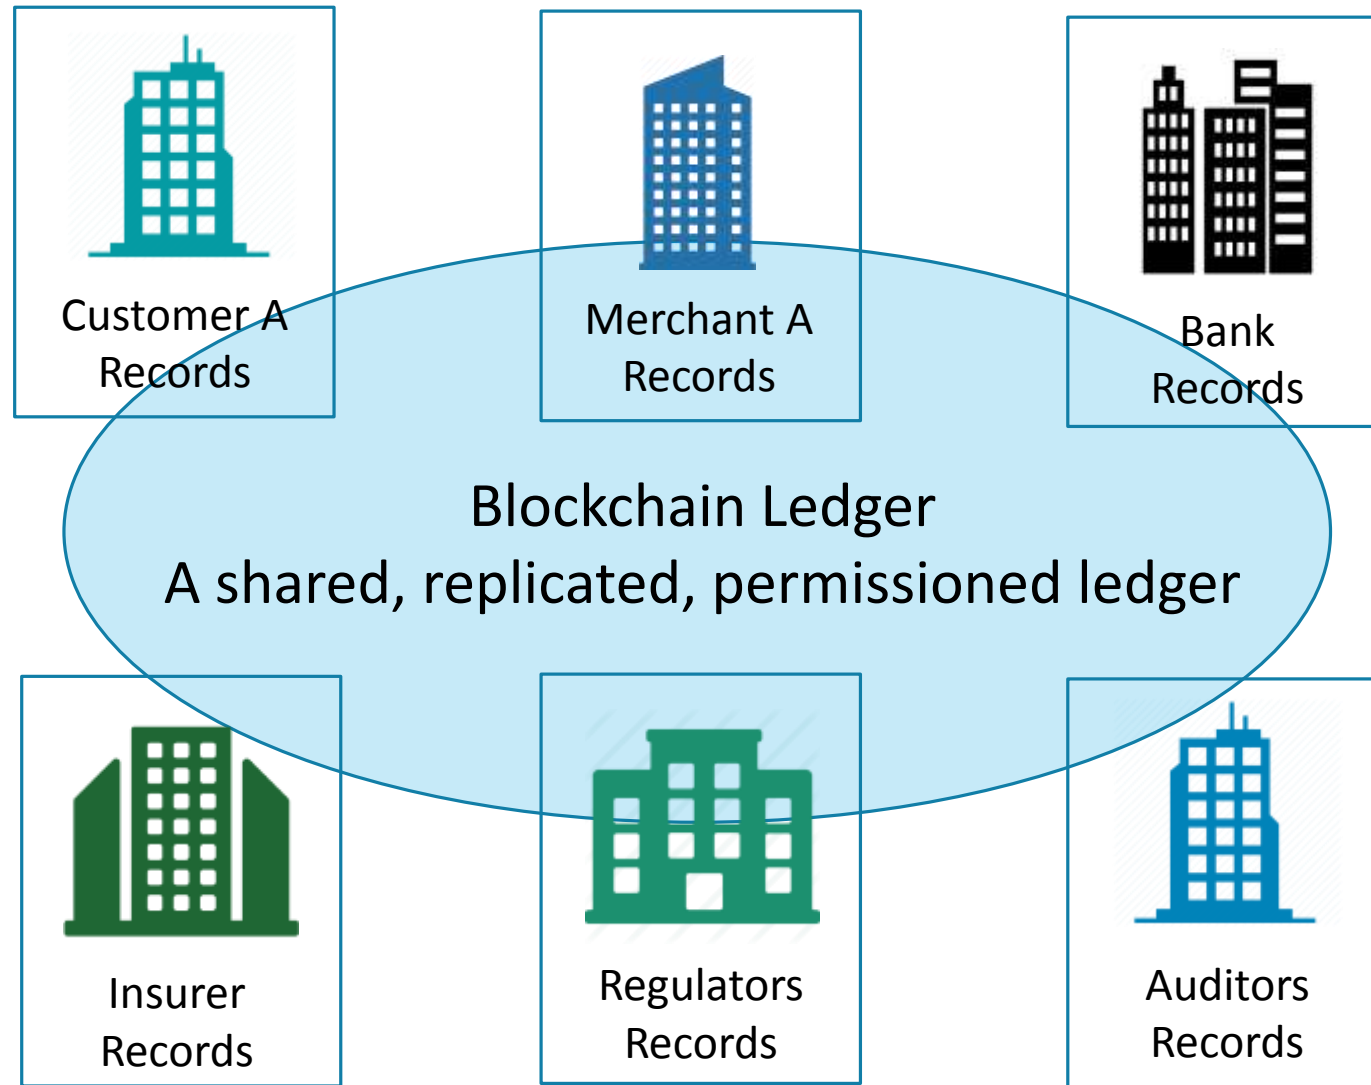 Customer A
Records
Merchant A
Records
Bank
Records
Blockchain Ledger
A shared, replicated, permissioned ledger
Insurer
Records
Regulators
Records
Auditors
Records